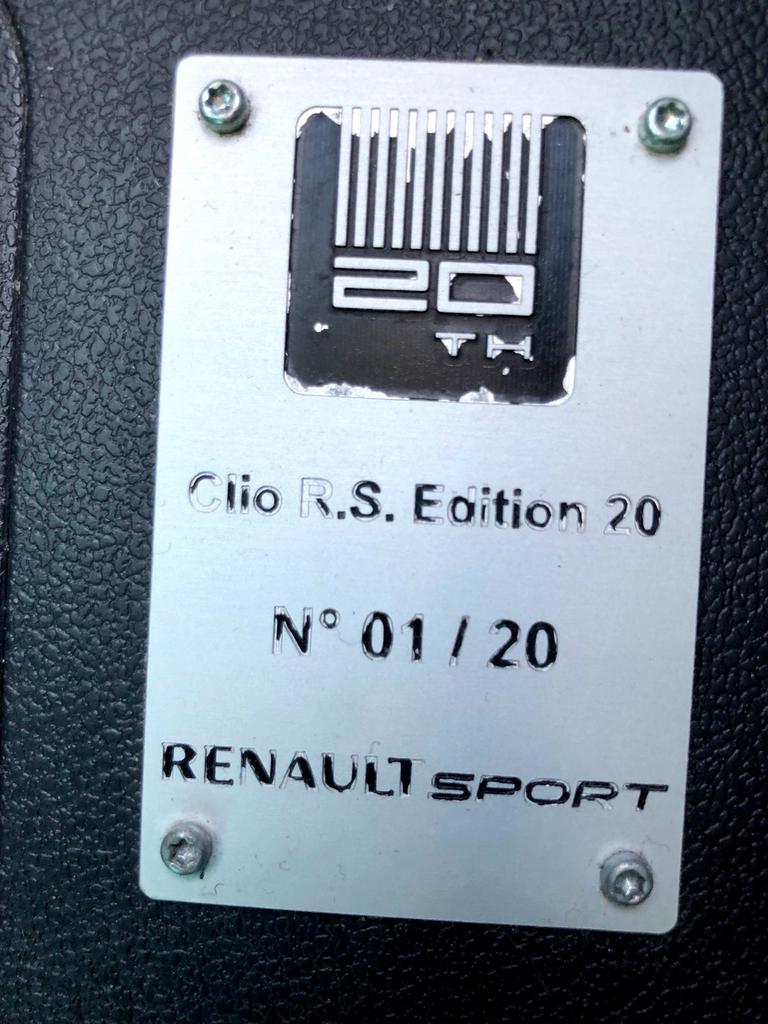 20
TH
Clio R.S. Edition 20
N° 01 / 20
RENAULT SPORT